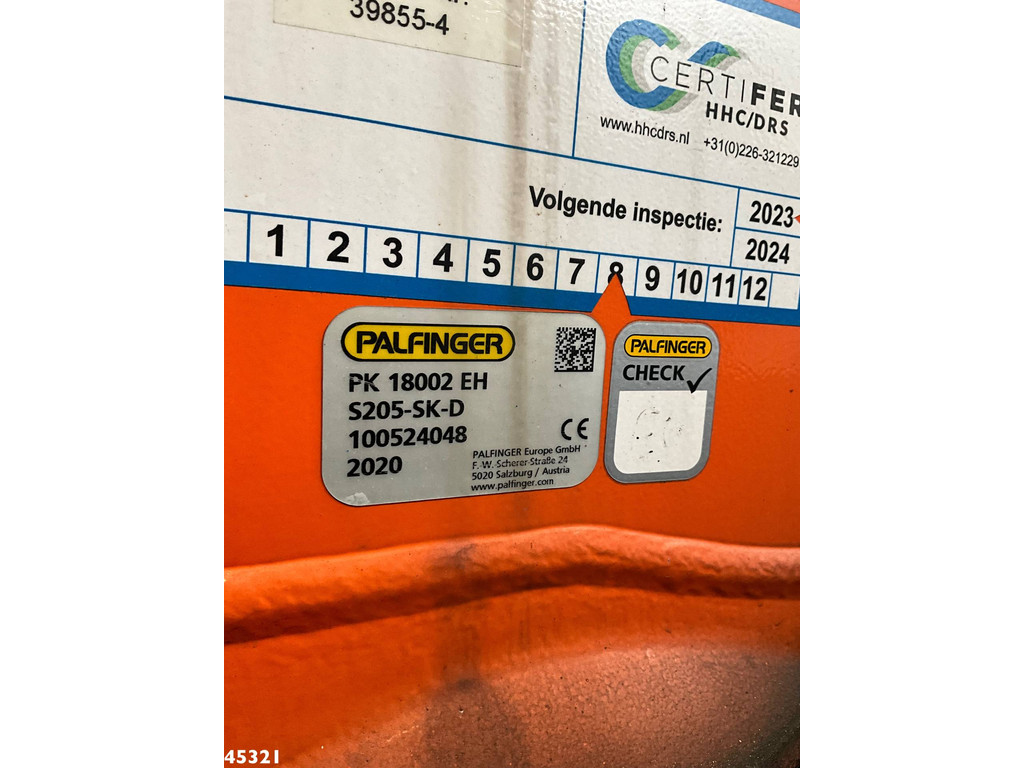 39855-4
CERTIFER
HHC/DRS
www.hhcdrs.nl +31(0)226-321229
Volgende inspectie:
2023
2024
1 2 3 4 5 6 7 8 9 10 11 12
PALFINGER
PK 18002 EH
S205-SK-D
100524048
2020
CE
PALFINGER Europe GmbH
F.-W. Scherer-Straße 24
5020 Salzburg / Austria
www.palfinger.com
PALFINGER
CHECK
45321